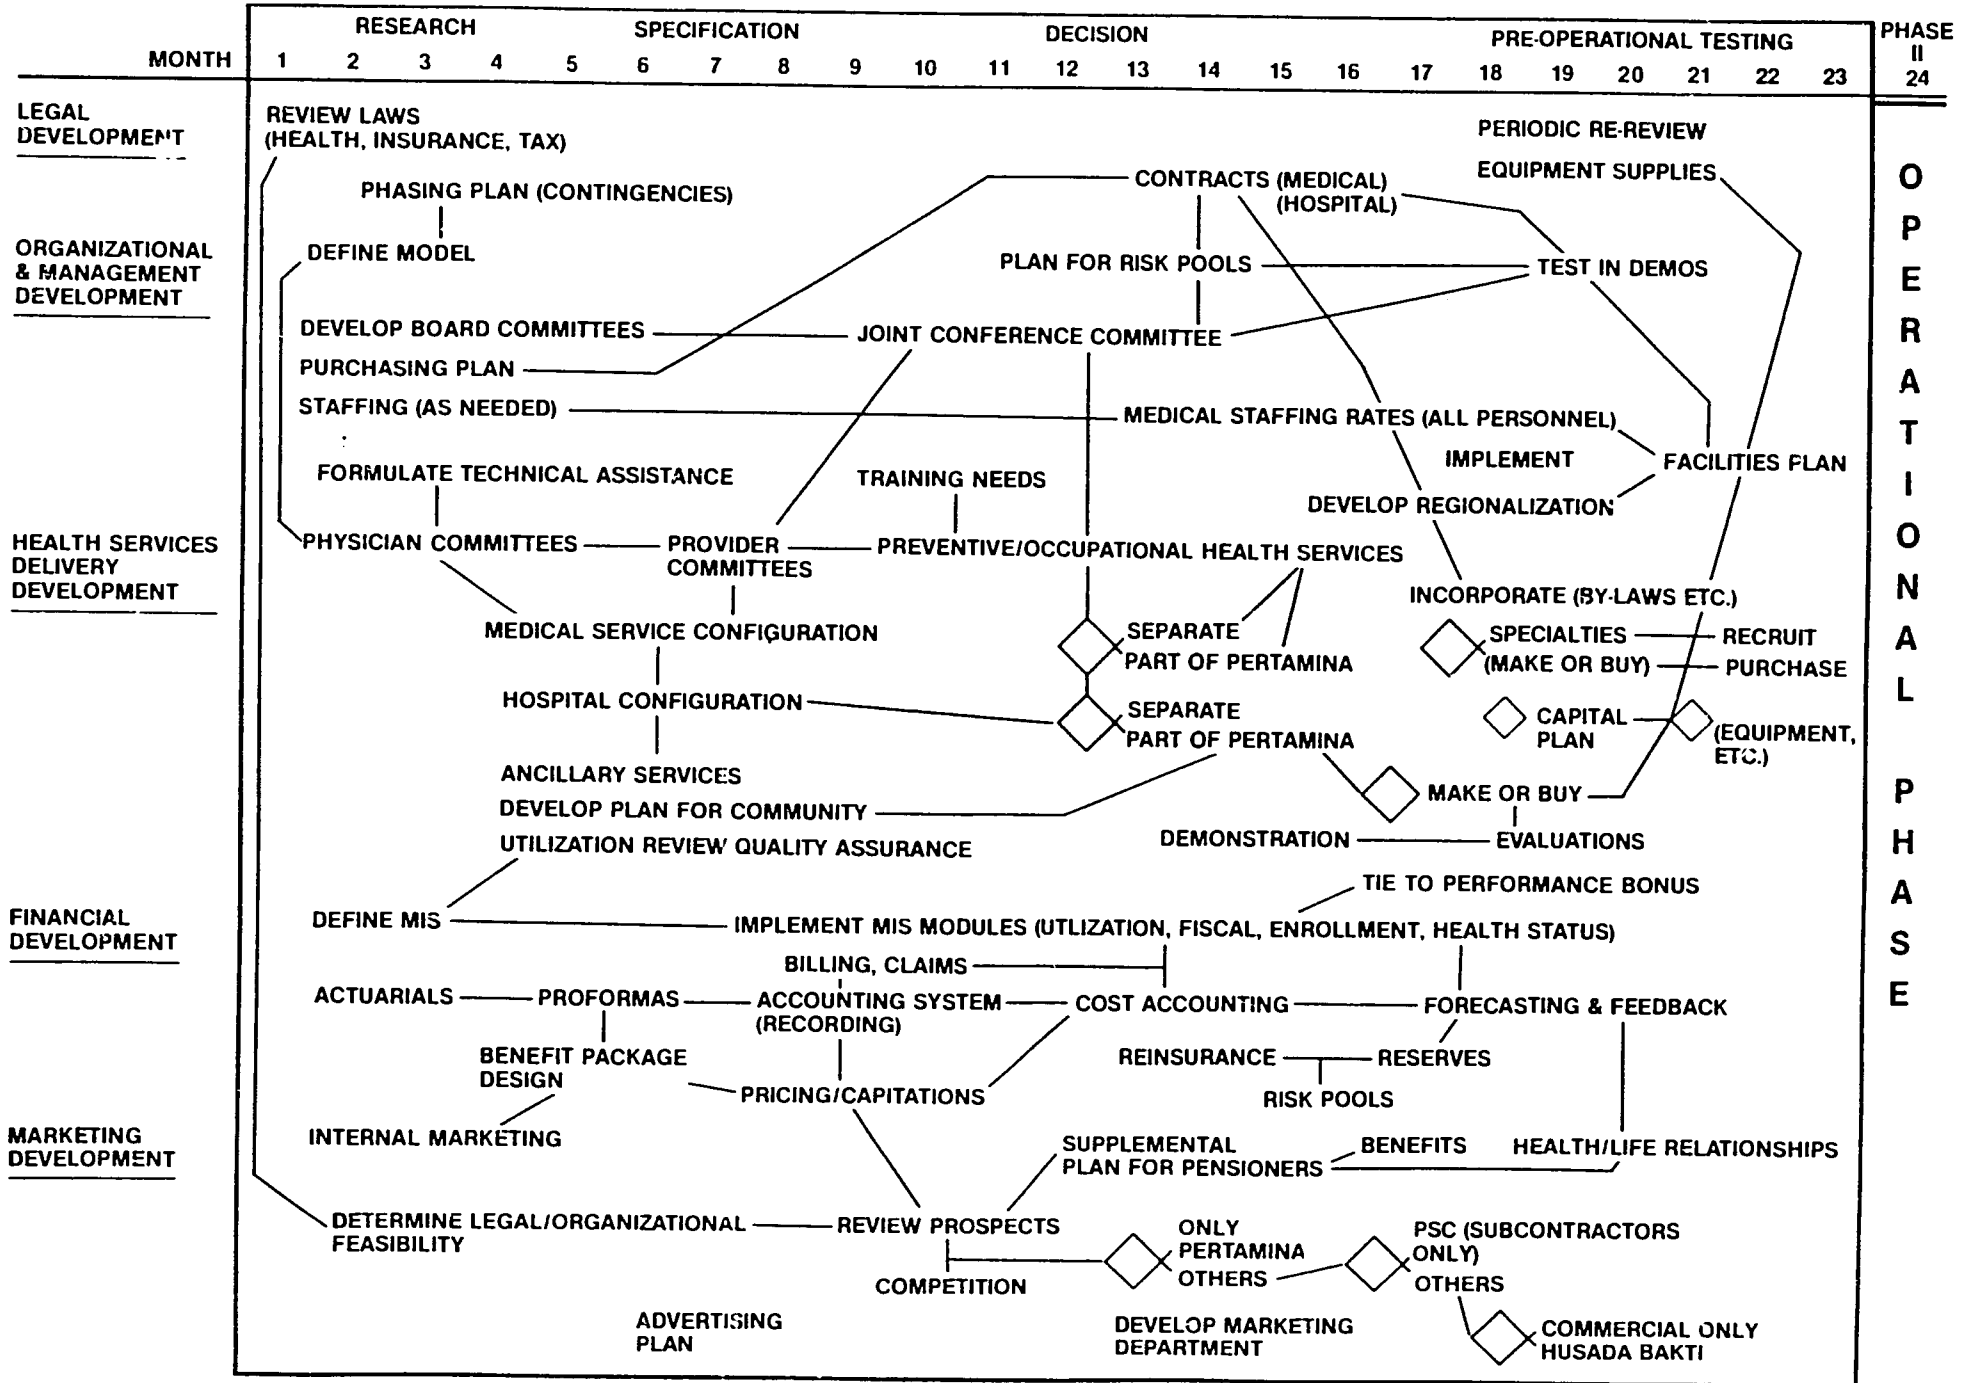 RESEARCH SPECIFICATION DECISION PRE-OPERATIONAL TESTING PHASE
II
MONTH 1 2 3 4 5 6 7 8 9 10 11 12 13 14 15 16 17 18 19 20 21 22 23 24
LEGAL
DEVELOPMENT
REVIEW LAWS
(HEALTH, INSURANCE, TAX)
PERIODIC RE-REVIEW
EQUIPMENT SUPPLIES
PHASING PLAN (CONTINGENCIES)
CONTRACTS (MEDICAL)
(HOSPITAL)
ORGANIZATIONAL
& MANAGEMENT
DEVELOPMENT
DEFINE MODEL
PLAN FOR RISK POOLS
TEST IN DEMOS
DEVELOP BOARD COMMITTEES
JOINT CONFERENCE COMMITTEE
PURCHASING PLAN
STAFFING (AS NEEDED)
MEDICAL STAFFING RATES (ALL PERSONNEL)
FORMULATE TECHNICAL ASSISTANCE
TRAINING NEEDS
IMPLEMENT
FACILITIES PLAN
DEVELOP REGIONALIZATION
HEALTH SERVICES
DELIVERY
DEVELOPMENT
PHYSICIAN COMMITTEES
PROVIDER
COMMITTEES
PREVENTIVE/OCCUPATIONAL HEALTH SERVICES
INCORPORATE (BY-LAWS ETC.)
MEDICAL SERVICE CONFIGURATION
SEPARATE
PART OF PERTAMINA
SPECIALTIES
(MAKE OR BUY)
RECRUIT
PURCHASE
HOSPITAL CONFIGURATION
SEPARATE
PART OF PERTAMINA
CAPITAL
PLAN
(EQUIPMENT,
ETC.)
ANCILLARY SERVICES
DEVELOP PLAN FOR COMMUNITY
MAKE OR BUY
UTILIZATION REVIEW QUALITY ASSURANCE
DEMONSTRATION
EVALUATIONS
TIE TO PERFORMANCE BONUS
FINANCIAL
DEVELOPMENT
DEFINE MIS
IMPLEMENT MIS MODULES (UTLIZATION, FISCAL, ENROLLMENT, HEALTH STATUS)
BILLING, CLAIMS
ACTUARIALS
PROFORMAS
ACCOUNTING SYSTEM
(RECORDING)
COST ACCOUNTING
FORECASTING & FEEDBACK
BENEFIT PACKAGE
DESIGN
REINSURANCE
RESERVES
PRICING/CAPITATIONS
RISK POOLS
MARKETING
DEVELOPMENT
INTERNAL MARKETING
SUPPLEMENTAL
PLAN FOR PENSIONERS
BENEFITS
HEALTH/LIFE RELATIONSHIPS
DETERMINE LEGAL/ORGANIZATIONAL
FEASIBILITY
REVIEW PROSPECTS
ONLY
PERTAMINA
OTHERS
PSC (SUBCONTRACTORS
ONLY)
OTHERS
COMPETITION
ADVERTISING
PLAN
DEVELOP MARKETING
DEPARTMENT
COMMERCIAL ONLY
HUSADA BAKTI
OPERATIONAL PHASE